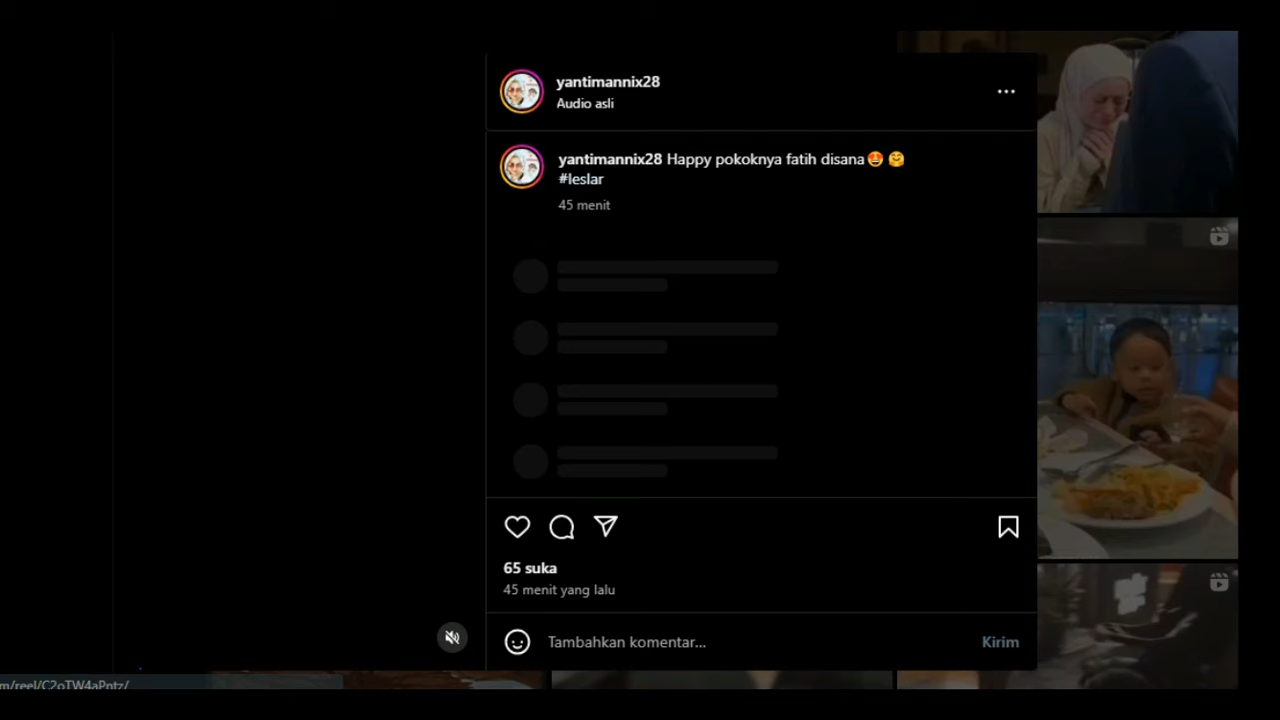 yantimannix28
Audio asli
yantimannix28 Happy pokoknya fatih disana😍 🤗
#leslar
45 menit
65 suka
45 menit yang lalu
Tambahkan komentar...
Kirim
m/reel/C2oTW4aPntz/